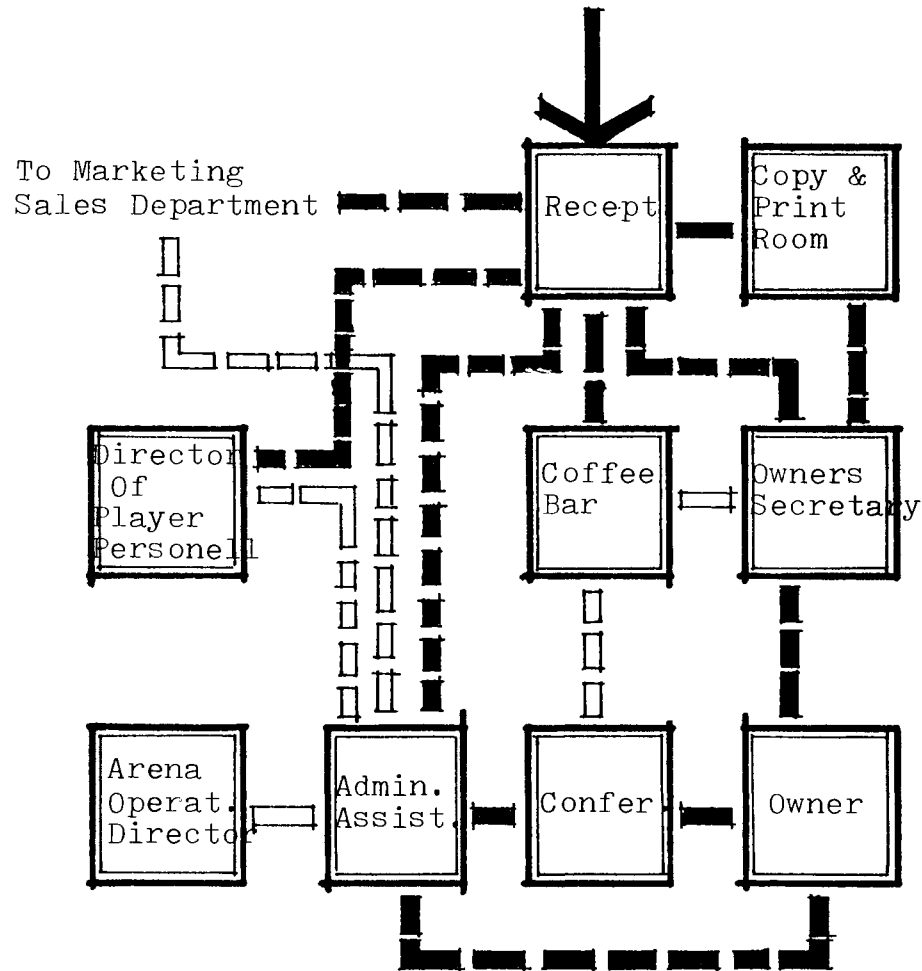 To Marketing
Sales Department
Recept
Copy &
Print
Room
Director
Of
Player
Personell
Coffee
Bar
Owners
Secretary
Arena
Operat.
Director
Admin.
Assist.
Confer.
Owner